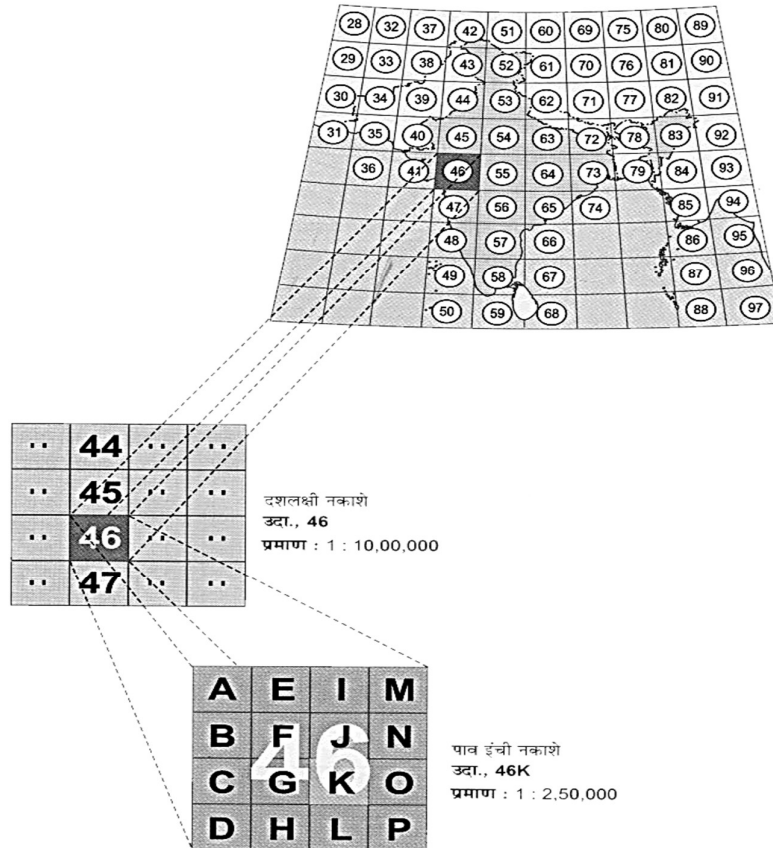 28 32 37 42 51 60 69 75 80 89
29 33 38 43 52 61 70 76 81 90
30 34 39 44 53 62 71 77 82 91
31 35 40 45 54 63 72 78 83 92
36 41 46 55 64 73 79 84 93
47 56 65 74 85 94
48 57 66 86 95
49 58 67 87 96
50 59 68 88 97
.. 44 .. ..
.. 45 .. ..
.. 46 .. ..
.. 47 .. ..
दशलक्षी नकाशे
उदा., 46
प्रमाण : 1 : 10,00,000
A E I M
B F J N
46
C G K O
D H L P
पाव इंची नकाशे
उदा., 46K
प्रमाण : 1 : 2,50,000